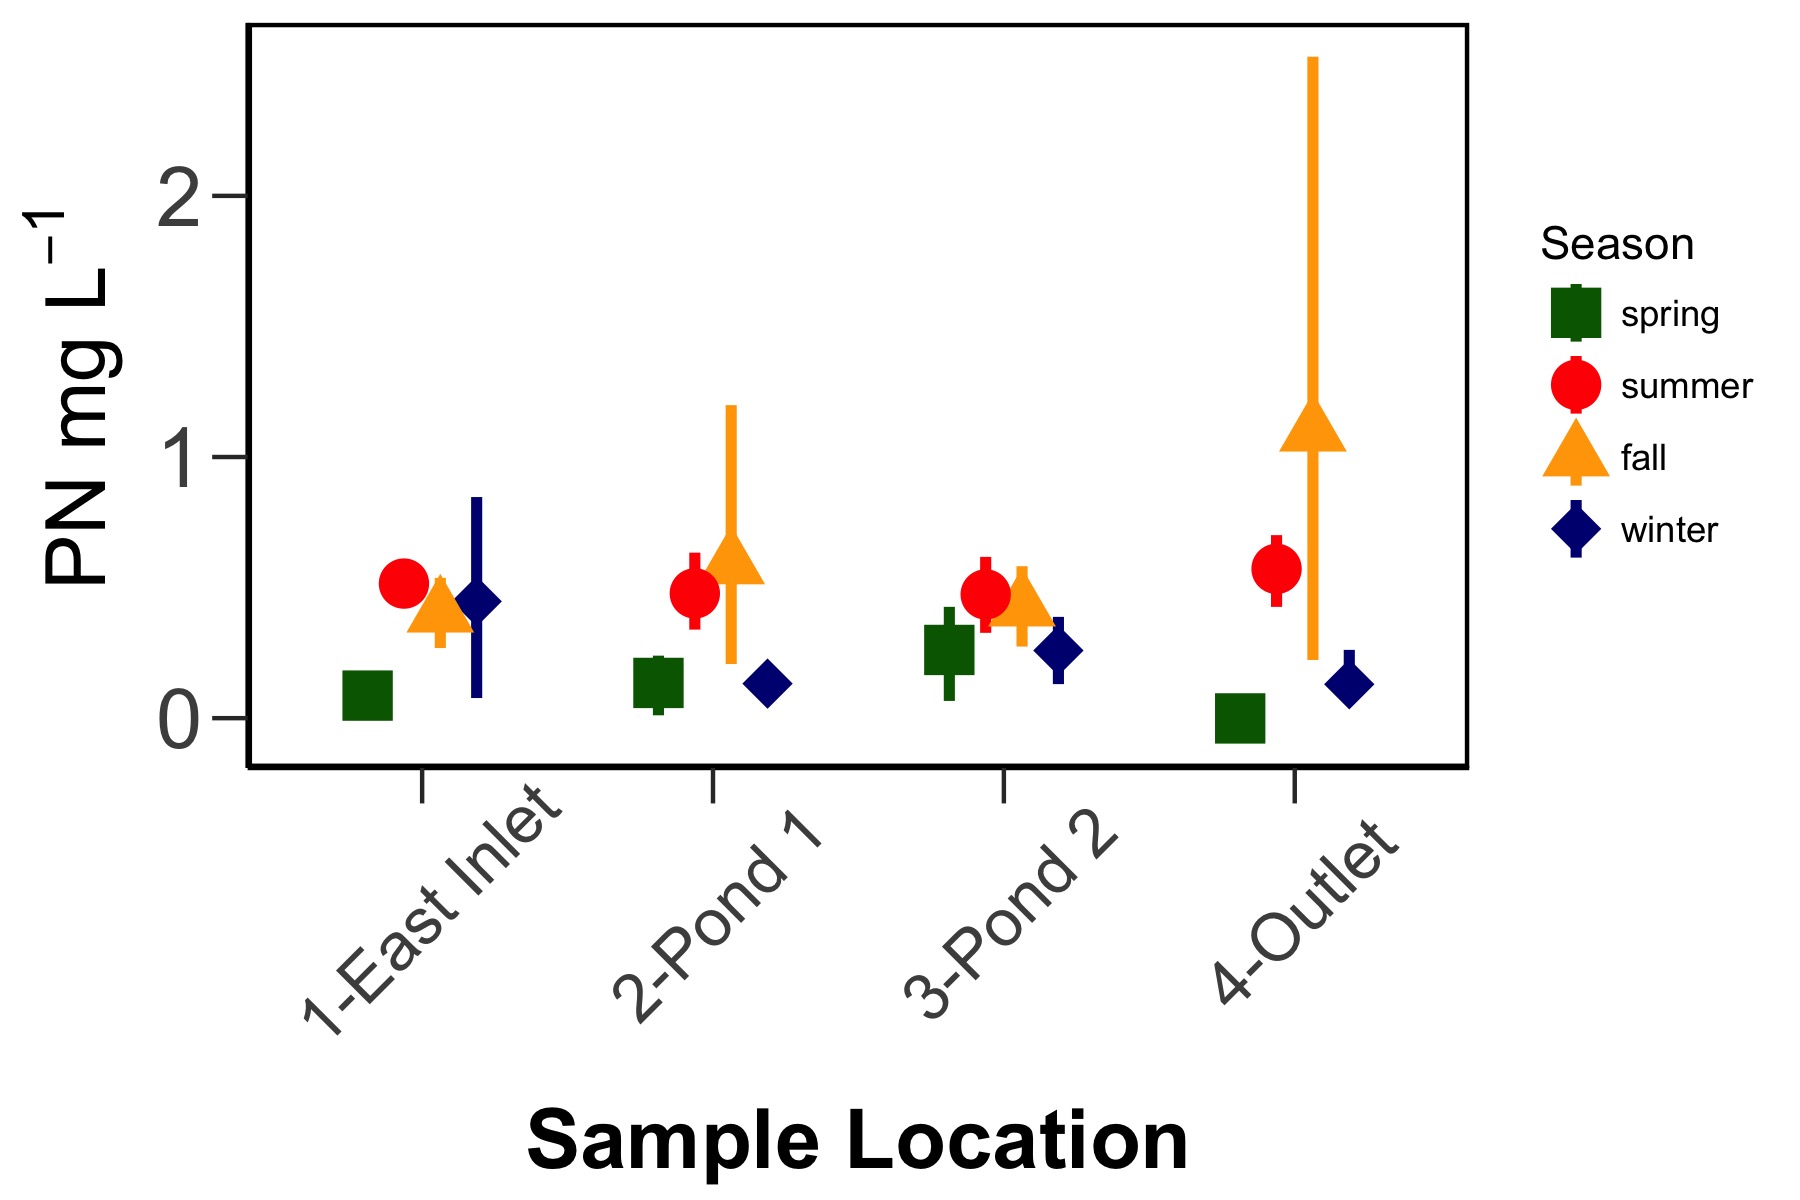 PN mg L⁻¹
2
1
0
1-East Inlet
2-Pond 1
3-Pond 2
4-Outlet
Sample Location
Season
spring
summer
fall
winter